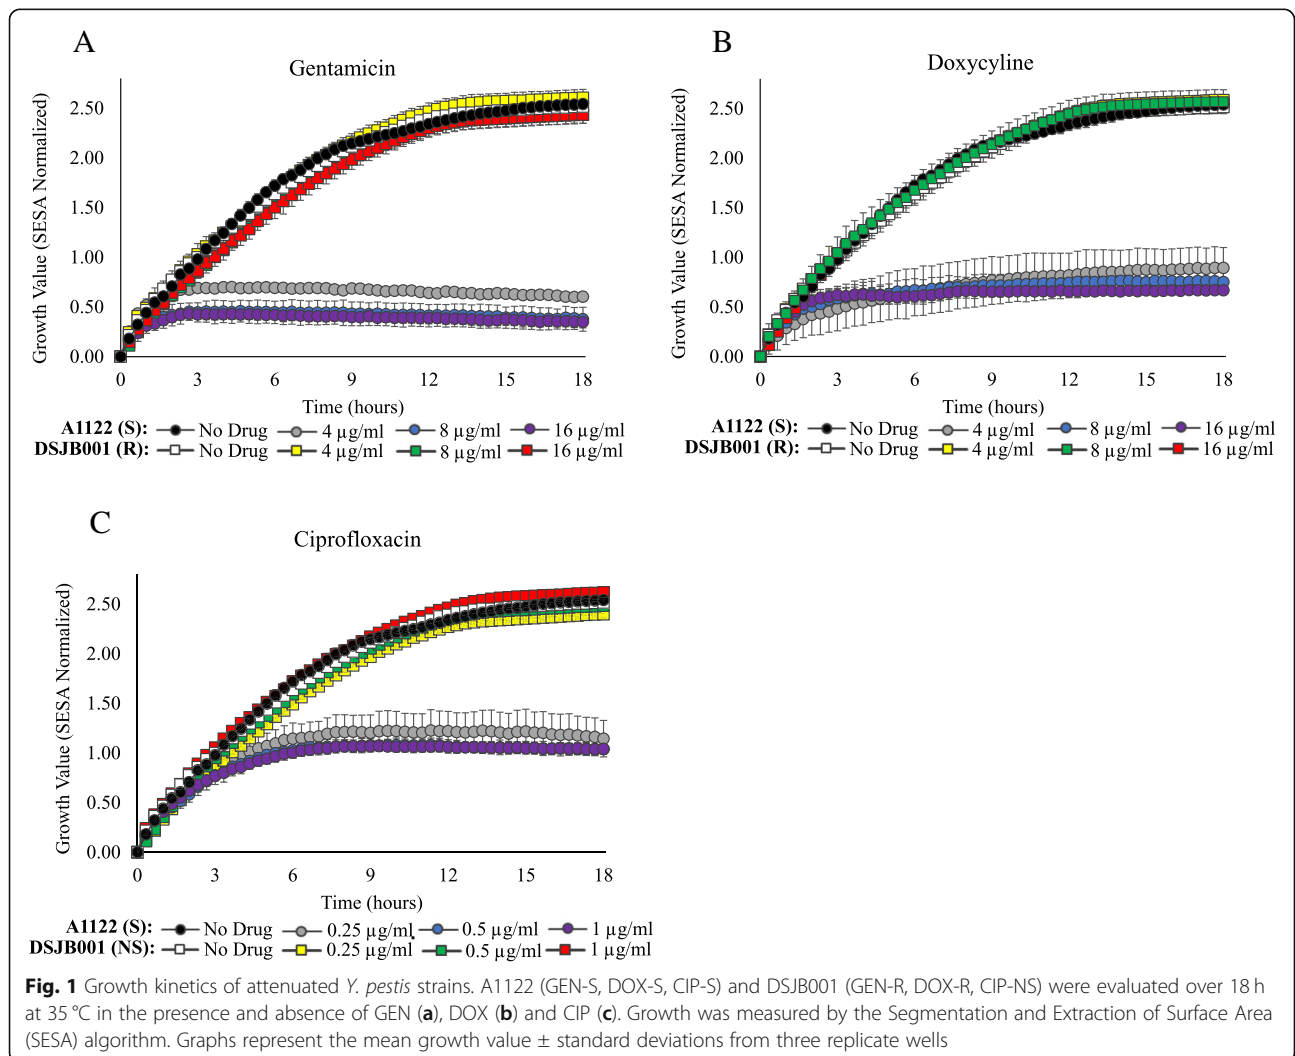 A
Gentamicin
Growth Value (SESA Normalized)
2.50
2.00
1.50
1.00
0.50
0.00
0 3 6 9 12 15 18
Time (hours)
A1122 (S): No Drug 4 µg/ml 8 µg/ml 16 µg/ml
DSJB001 (R): No Drug 4 µg/ml 8 µg/ml 16 µg/ml
B
Doxycyline
Growth Value (SESA Normalized)
2.50
2.00
1.50
1.00
0.50
0.00
0 3 6 9 12 15 18
Time (hours)
A1122 (S): No Drug 4 µg/ml 8 µg/ml 16 µg/ml
DSJB001 (R): No Drug 4 µg/ml 8 µg/ml 16 µg/ml
C
Ciprofloxacin
Growth Value (SESA Normalized)
2.50
2.00
1.50
1.00
0.50
0.00
0 3 6 9 12 15 18
Time (hours)
A1122 (S): No Drug 0.25 µg/ml 0.5 µg/ml 1 µg/ml
DSJB001 (NS): No Drug 0.25 µg/ml 0.5 µg/ml 1 µg/ml
Fig. 1 Growth kinetics of attenuated Y. pestis strains. A1122 (GEN-S, DOX-S, CIP-S) and DSJB001 (GEN-R, DOX-R, CIP-NS) were evaluated over 18 h
at 35 °C in the presence and absence of GEN (a), DOX (b) and CIP (c). Growth was measured by the Segmentation and Extraction of Surface Area
(SESA) algorithm. Graphs represent the mean growth value ± standard deviations from three replicate wells